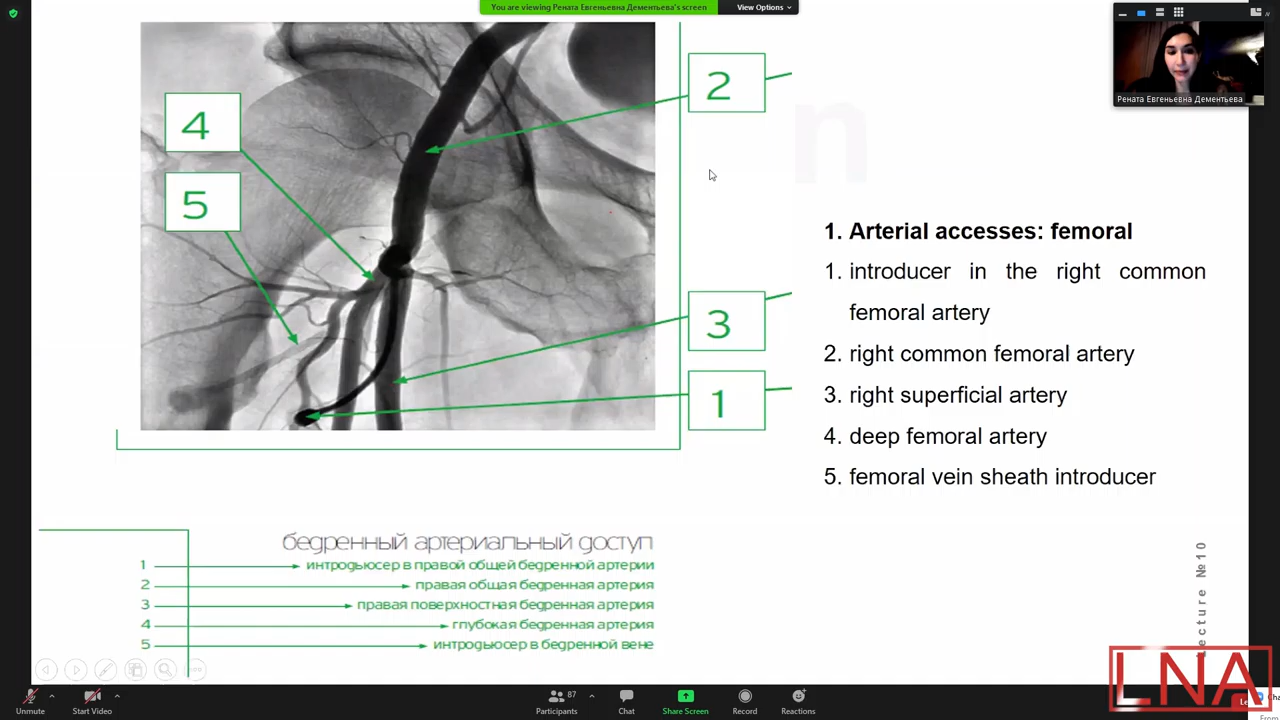 You are viewing Рената Евгеньевна Дементьева's screen
View Options
Рената Евгеньевна Дементьева
2
4
5
3
1
1. Arterial accesses: femoral
1. introducer in the right common
femoral artery
2. right common femoral artery
3. right superficial artery
4. deep femoral artery
5. femoral vein sheath introducer
бедренный артериальный доступ
1 интродьюсер в правой общей бедренной артерии
2 правая общая бедренная артерия
3 правая поверхностная бедренная артерия
4 глубокая бедренная артерия
5 интродьюсер в бедренной вене
Lecture №10
LNA
Unmute
Start Video
Participants
87
Chat
Share Screen
Record
Reactions
From